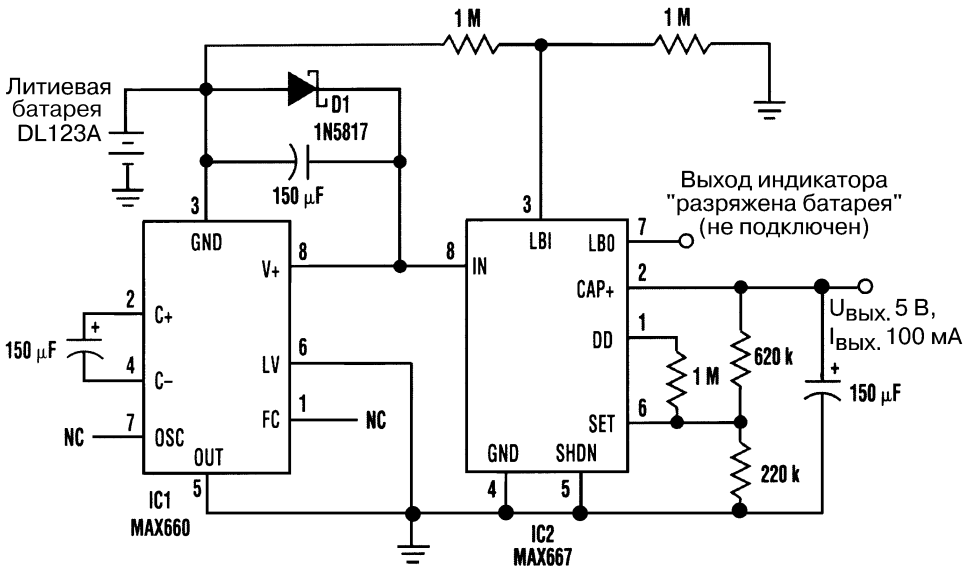 1 M
1 M
Литиевая
батарея
DL123A
D1
1N5817
150 µF
3
GND
8
V+
2
C+
150 µF
+
4
C–
6
LV
1
FC
NC
NC
7
OSC
OUT
5
IC1
MAX660
3
LBI
8
IN
LBO
7
Выход индикатора
"разряжена батарея"
(не подключен)
CAP+
2
Uвых. 5 В,
Iвых. 100 мА
DD
1
1 M
620 k
+
150 µF
SET
6
220 k
GND
SHDN
4
5
IC2
MAX667